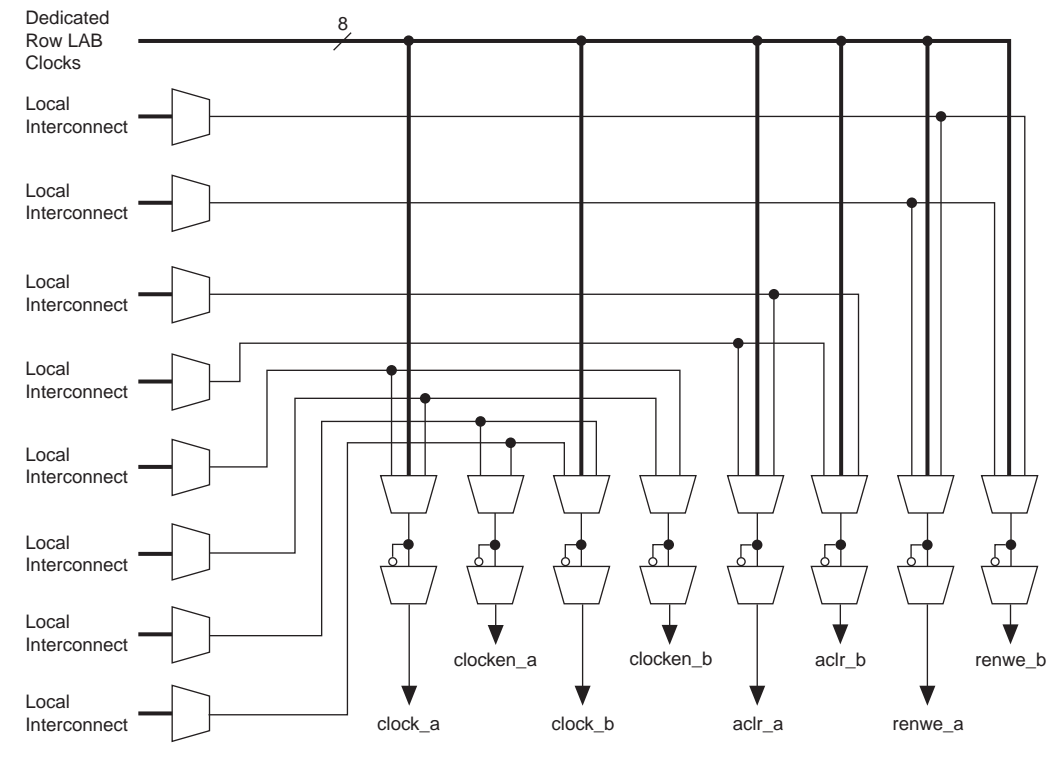 Dedicated
Row LAB
Clocks
8
Local
Interconnect
Local
Interconnect
Local
Interconnect
Local
Interconnect
Local
Interconnect
Local
Interconnect
Local
Interconnect
Local
Interconnect
clocken_a
clocken_b
aclr_b
renwe_b
clock_a
clock_b
aclr_a
renwe_a